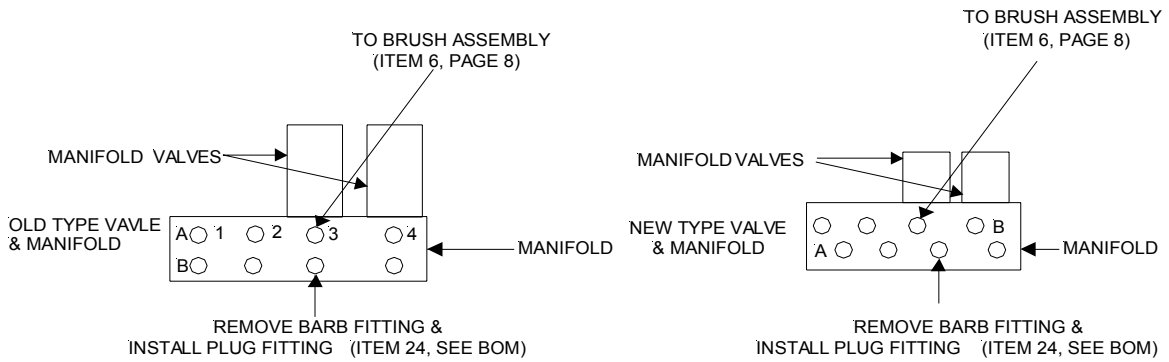 TO BRUSH ASSEMBLY
(ITEM 6, PAGE 8)
MANIFOLD VALVES
OLD TYPE VAVLE
& MANIFOLD
A 1 2 3 4
B
MANIFOLD
REMOVE BARB FITTING &
INSTALL PLUG FITTING (ITEM 24, SEE BOM)
TO BRUSH ASSEMBLY
(ITEM 6, PAGE 8)
MANIFOLD VALVES
NEW TYPE VALVE
& MANIFOLD
B
A
MANIFOLD
REMOVE BARB FITTING &
INSTALL PLUG FITTING (ITEM 24, SEE BOM)